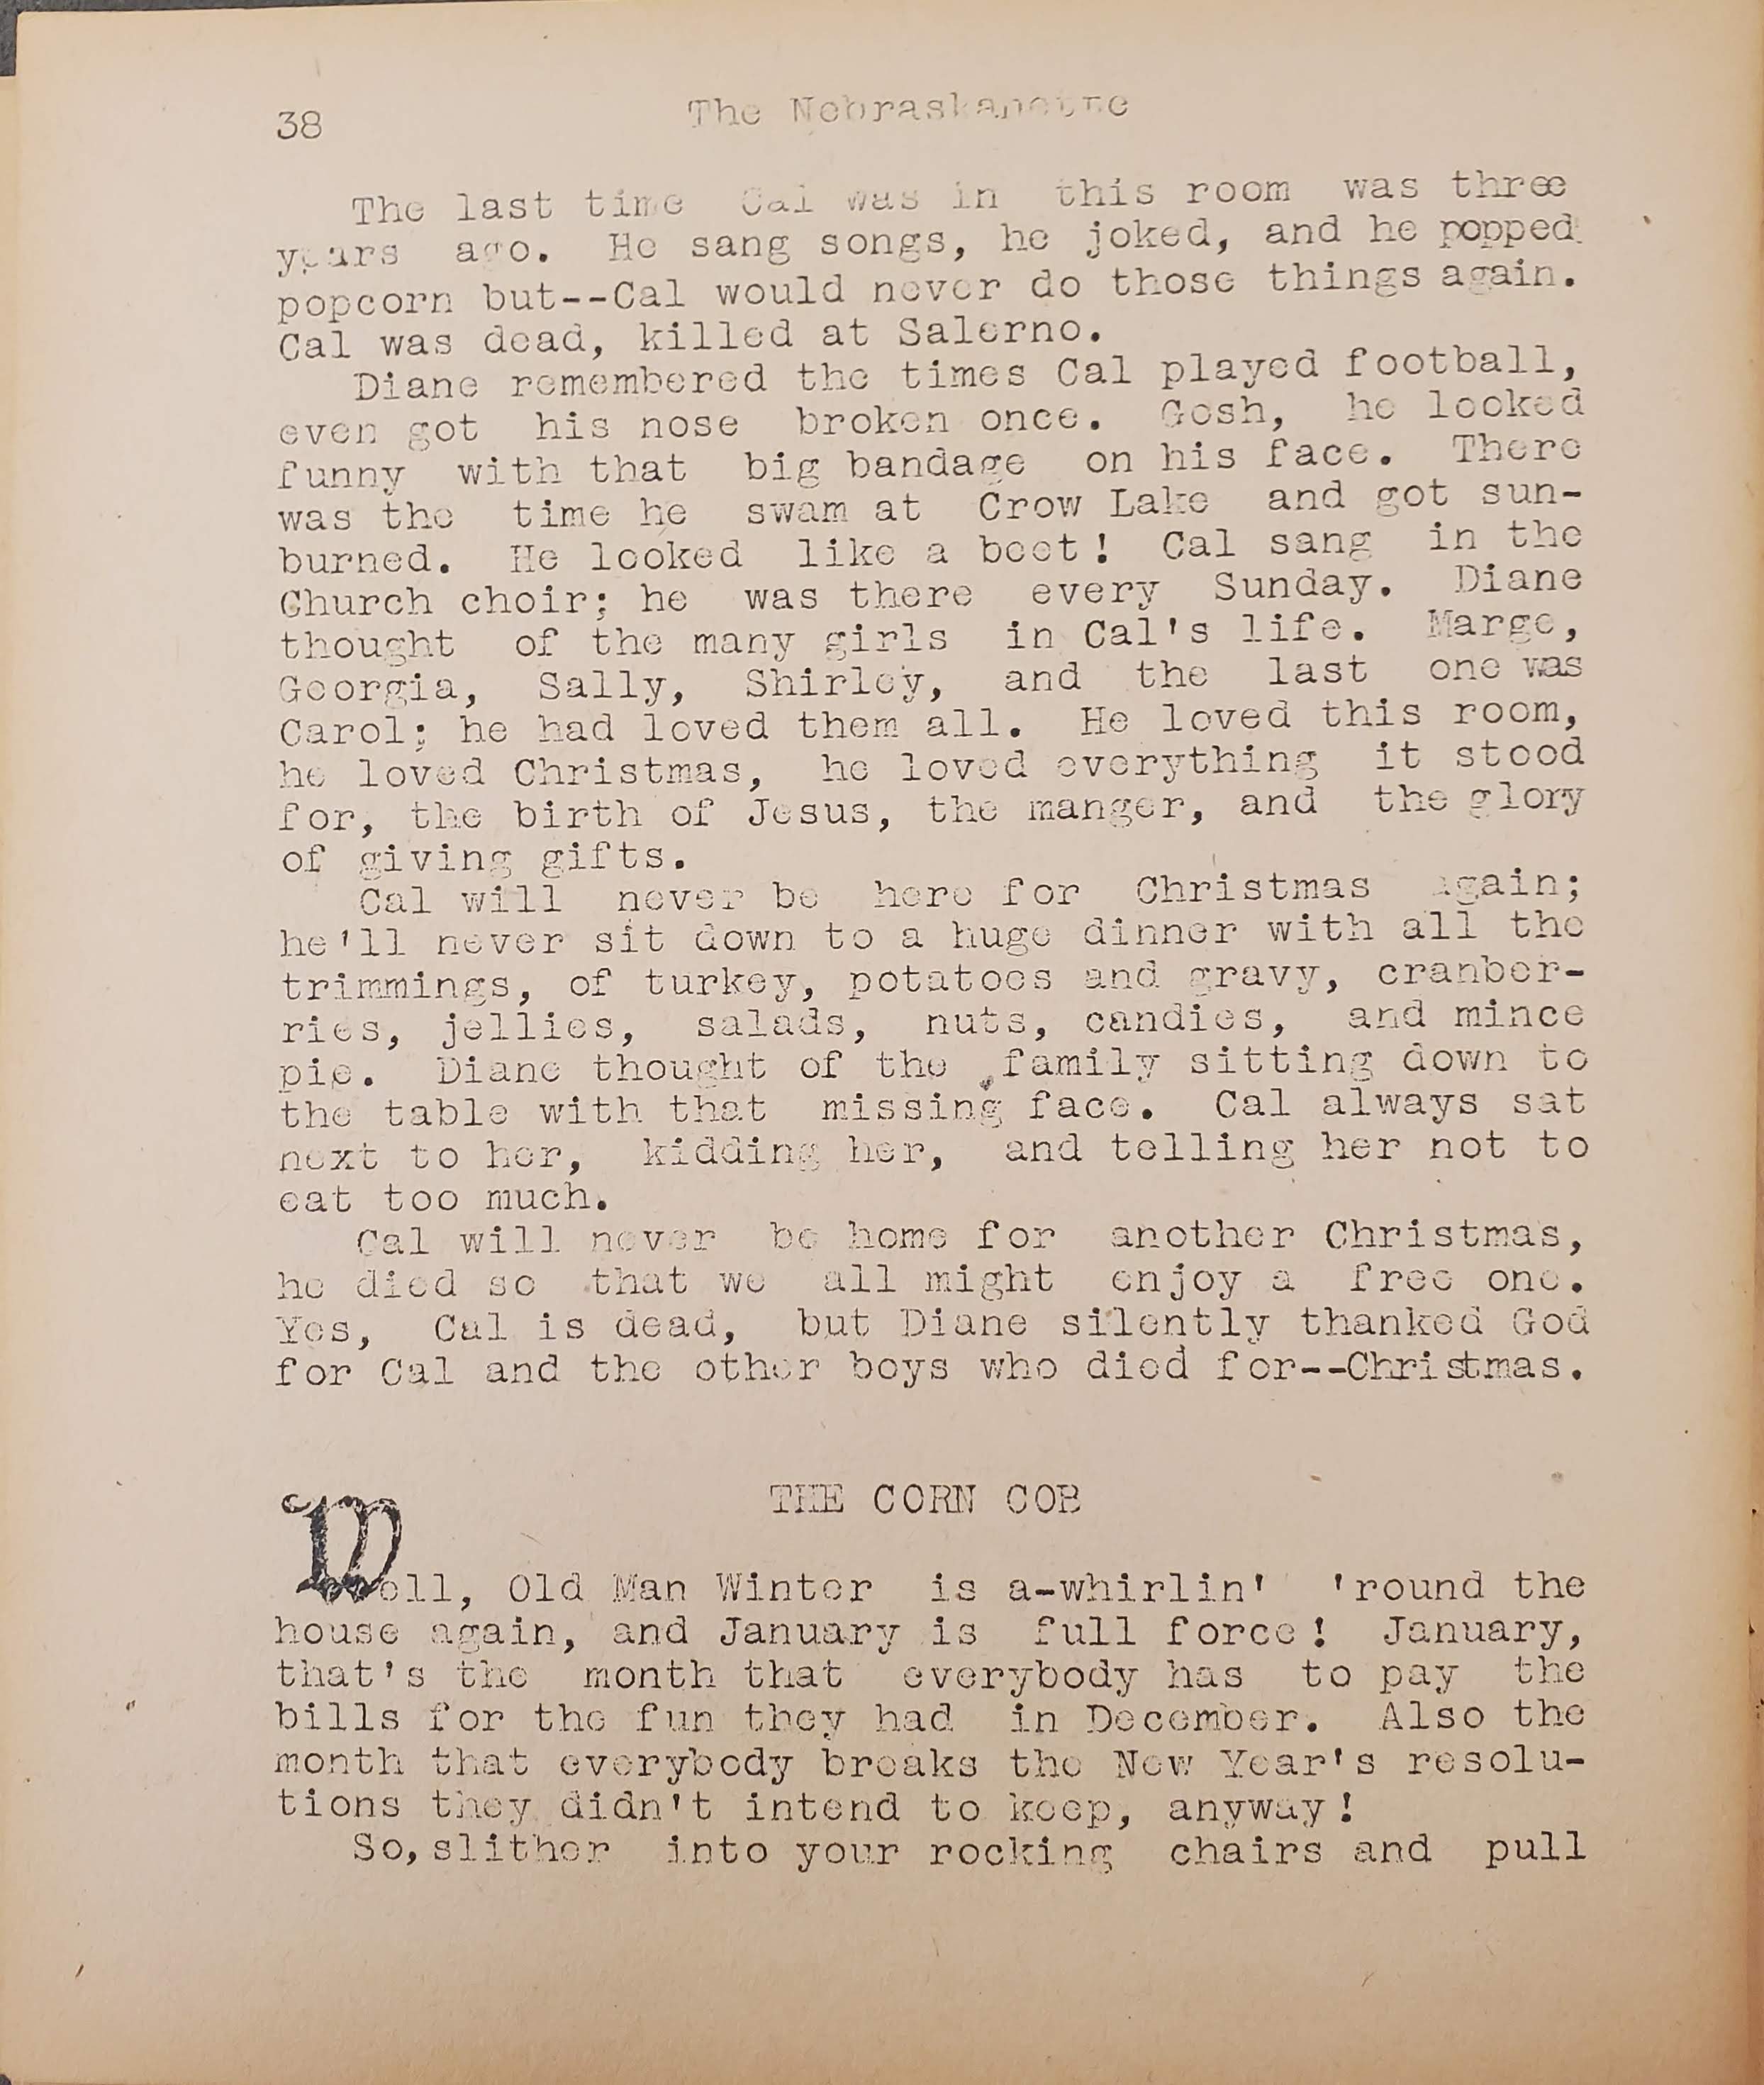 38
The Nebraskanette
The last time Cal was in this room was three
years ago. He sang songs, he joked, and he popped
popcorn but--Cal would never do those things again.
Cal was dead, killed at Salerno.
Diane remembered the times Cal played football,
even got his nose broken once. Gosh, he looked
funny with that big bandage on his face. There
was the time he swam at Crow Lake and got sun-
burned. He looked like a beet! Cal sang in the
Church choir; he was there every Sunday. Diane
thought of the many girls in Cal's life. Marge,
Georgia, Sally, Shirley, and the last one was
Carol; he had loved them all. He loved this room,
he loved Christmas, he loved everything it stood
for, the birth of Jesus, the manger, and the glory
of giving gifts.
Cal will never be here for Christmas again;
he'll never sit down to a huge dinner with all the
trimmings, of turkey, potatoes and gravy, cranber-
ries, jellies, salads, nuts, candies, and mince
pie. Diane thought of the family sitting down to
the table with that missing face. Cal always sat
next to her, kidding her, and telling her not to
eat too much.
Cal will never be home for another Christmas,
he died so that we all might enjoy a free one.
Yes, Cal is dead, but Diane silently thanked God
for Cal and the other boys who died for--Christmas.
THE CORN COB
Well, Old Man Winter is a-whirlin' 'round the
house again, and January is full force! January,
that's the month that everybody has to pay the
bills for the fun they had in December. Also the
month that everybody breaks the New Year's resolu-
tions they didn't intend to keep, anyway!
So, slither into your rocking chairs and pull